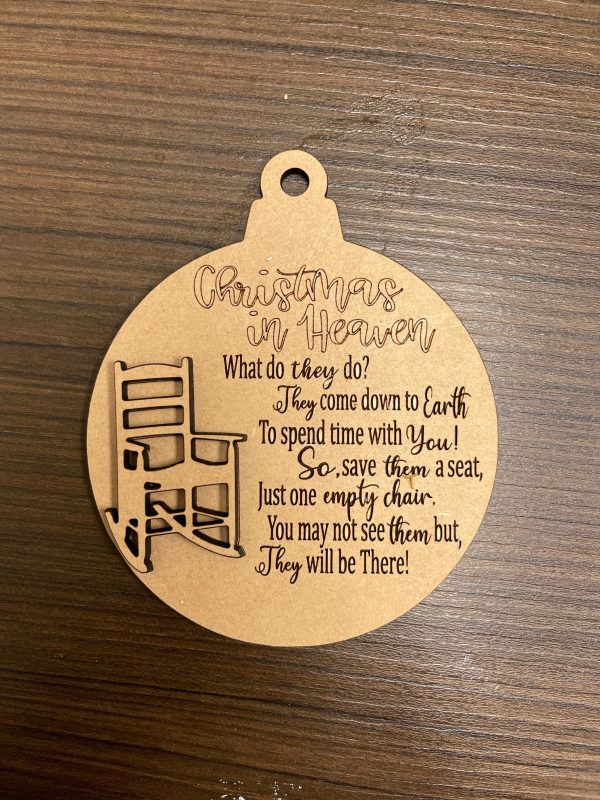 Christmas
in Heaven
What do they do?
They come down to Earth
To spend time with You!
So, save them a seat,
Just one empty chair.
You may not see them but,
They will be There!